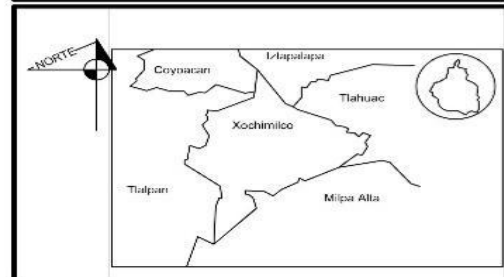 NORTE
Iztapalapa
Coyoacan
Tlahuac
Xochimilco
Tlalpan
Milpa Alta